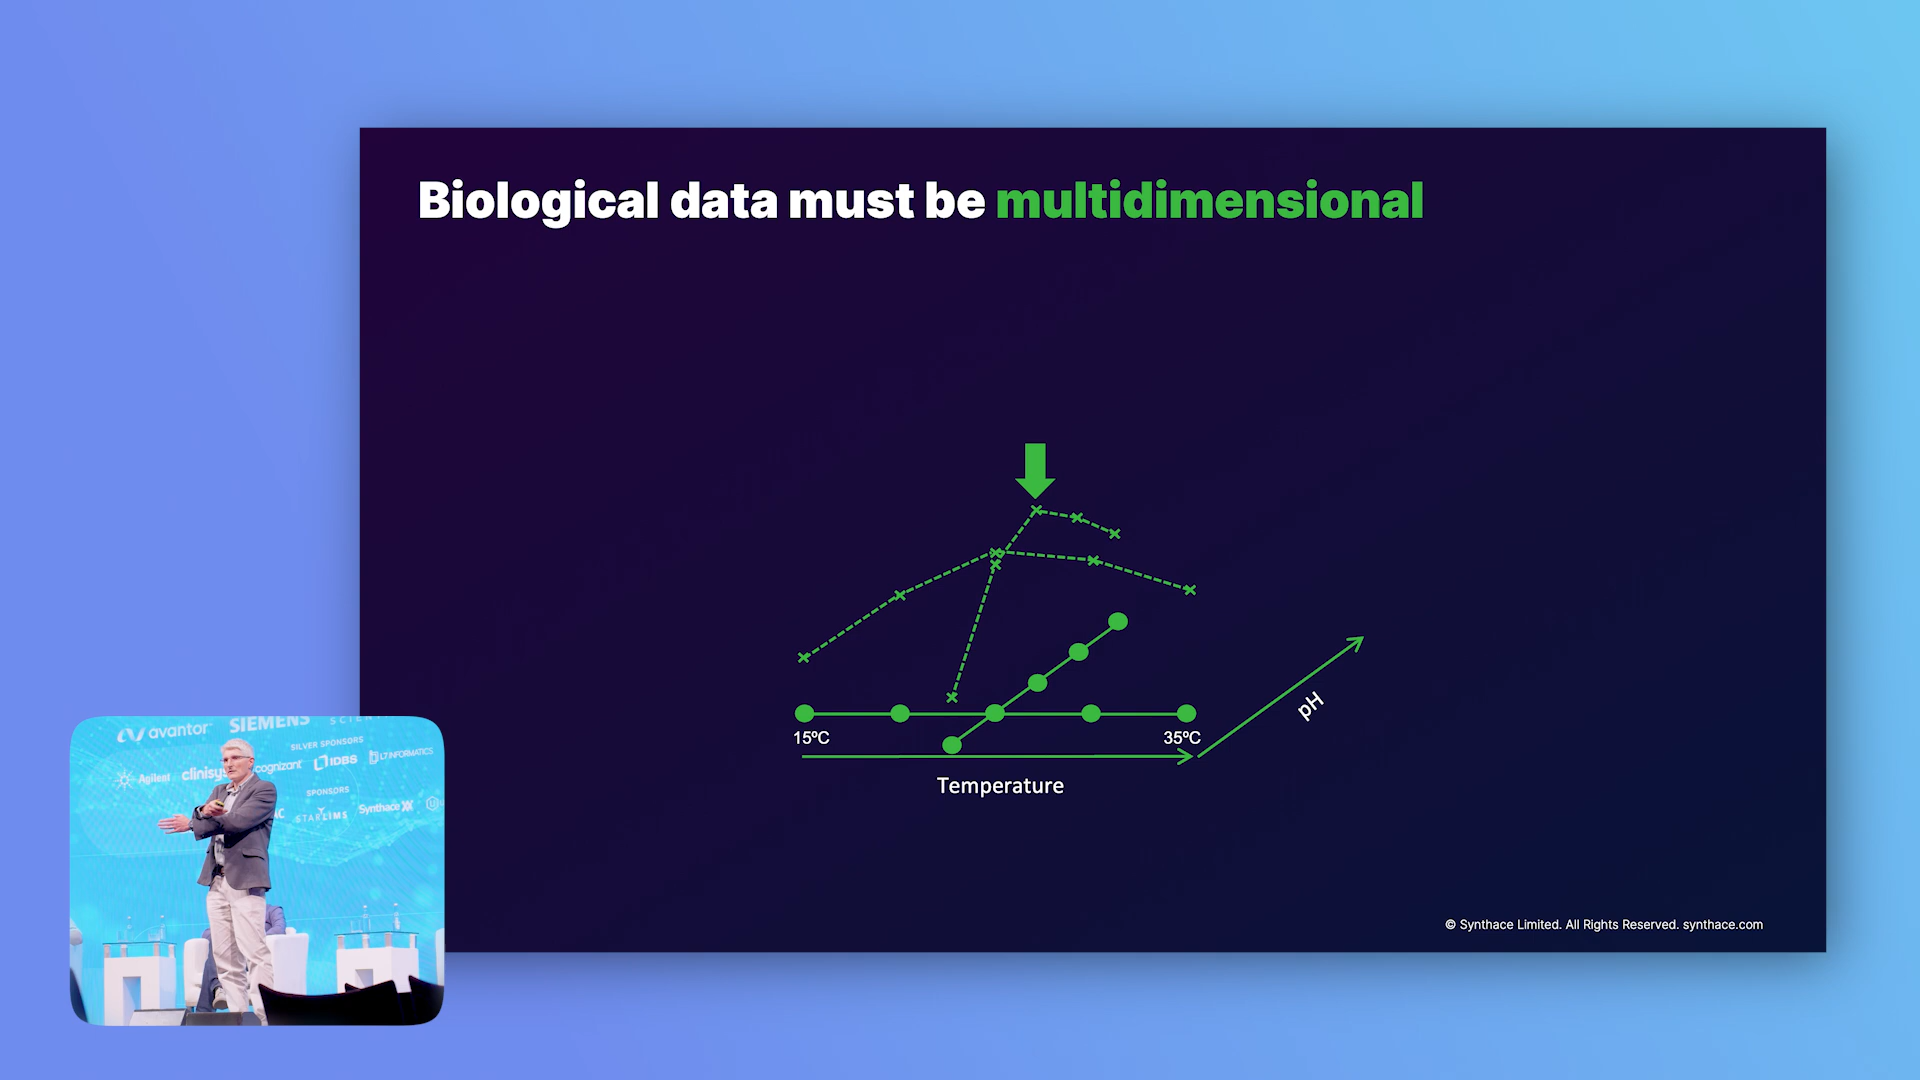 Biological data must be multidimensional
pH
15ºC
35ºC
Temperature
© Synthace Limited. All Rights Reserved. synthace.com
avantor
SIEMENS
SILVER SPONSORS
Agilent
cognizant
IDBS
L7 INFORMATICS
SPONSORS
STARLIMS
Synthace